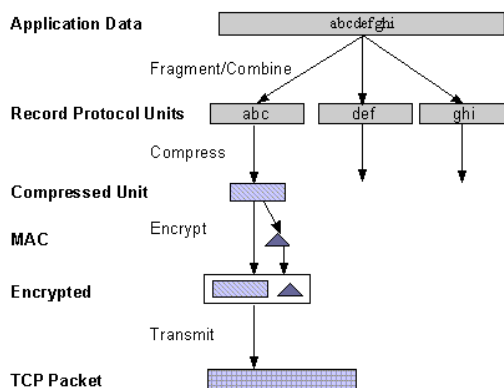 Application Data
abcdefghi
Fragment/Combine
Record Protocol Units
abc
def
ghi
Compress
Compressed Unit
Encrypt
MAC
Encrypted
Transmit
TCP Packet